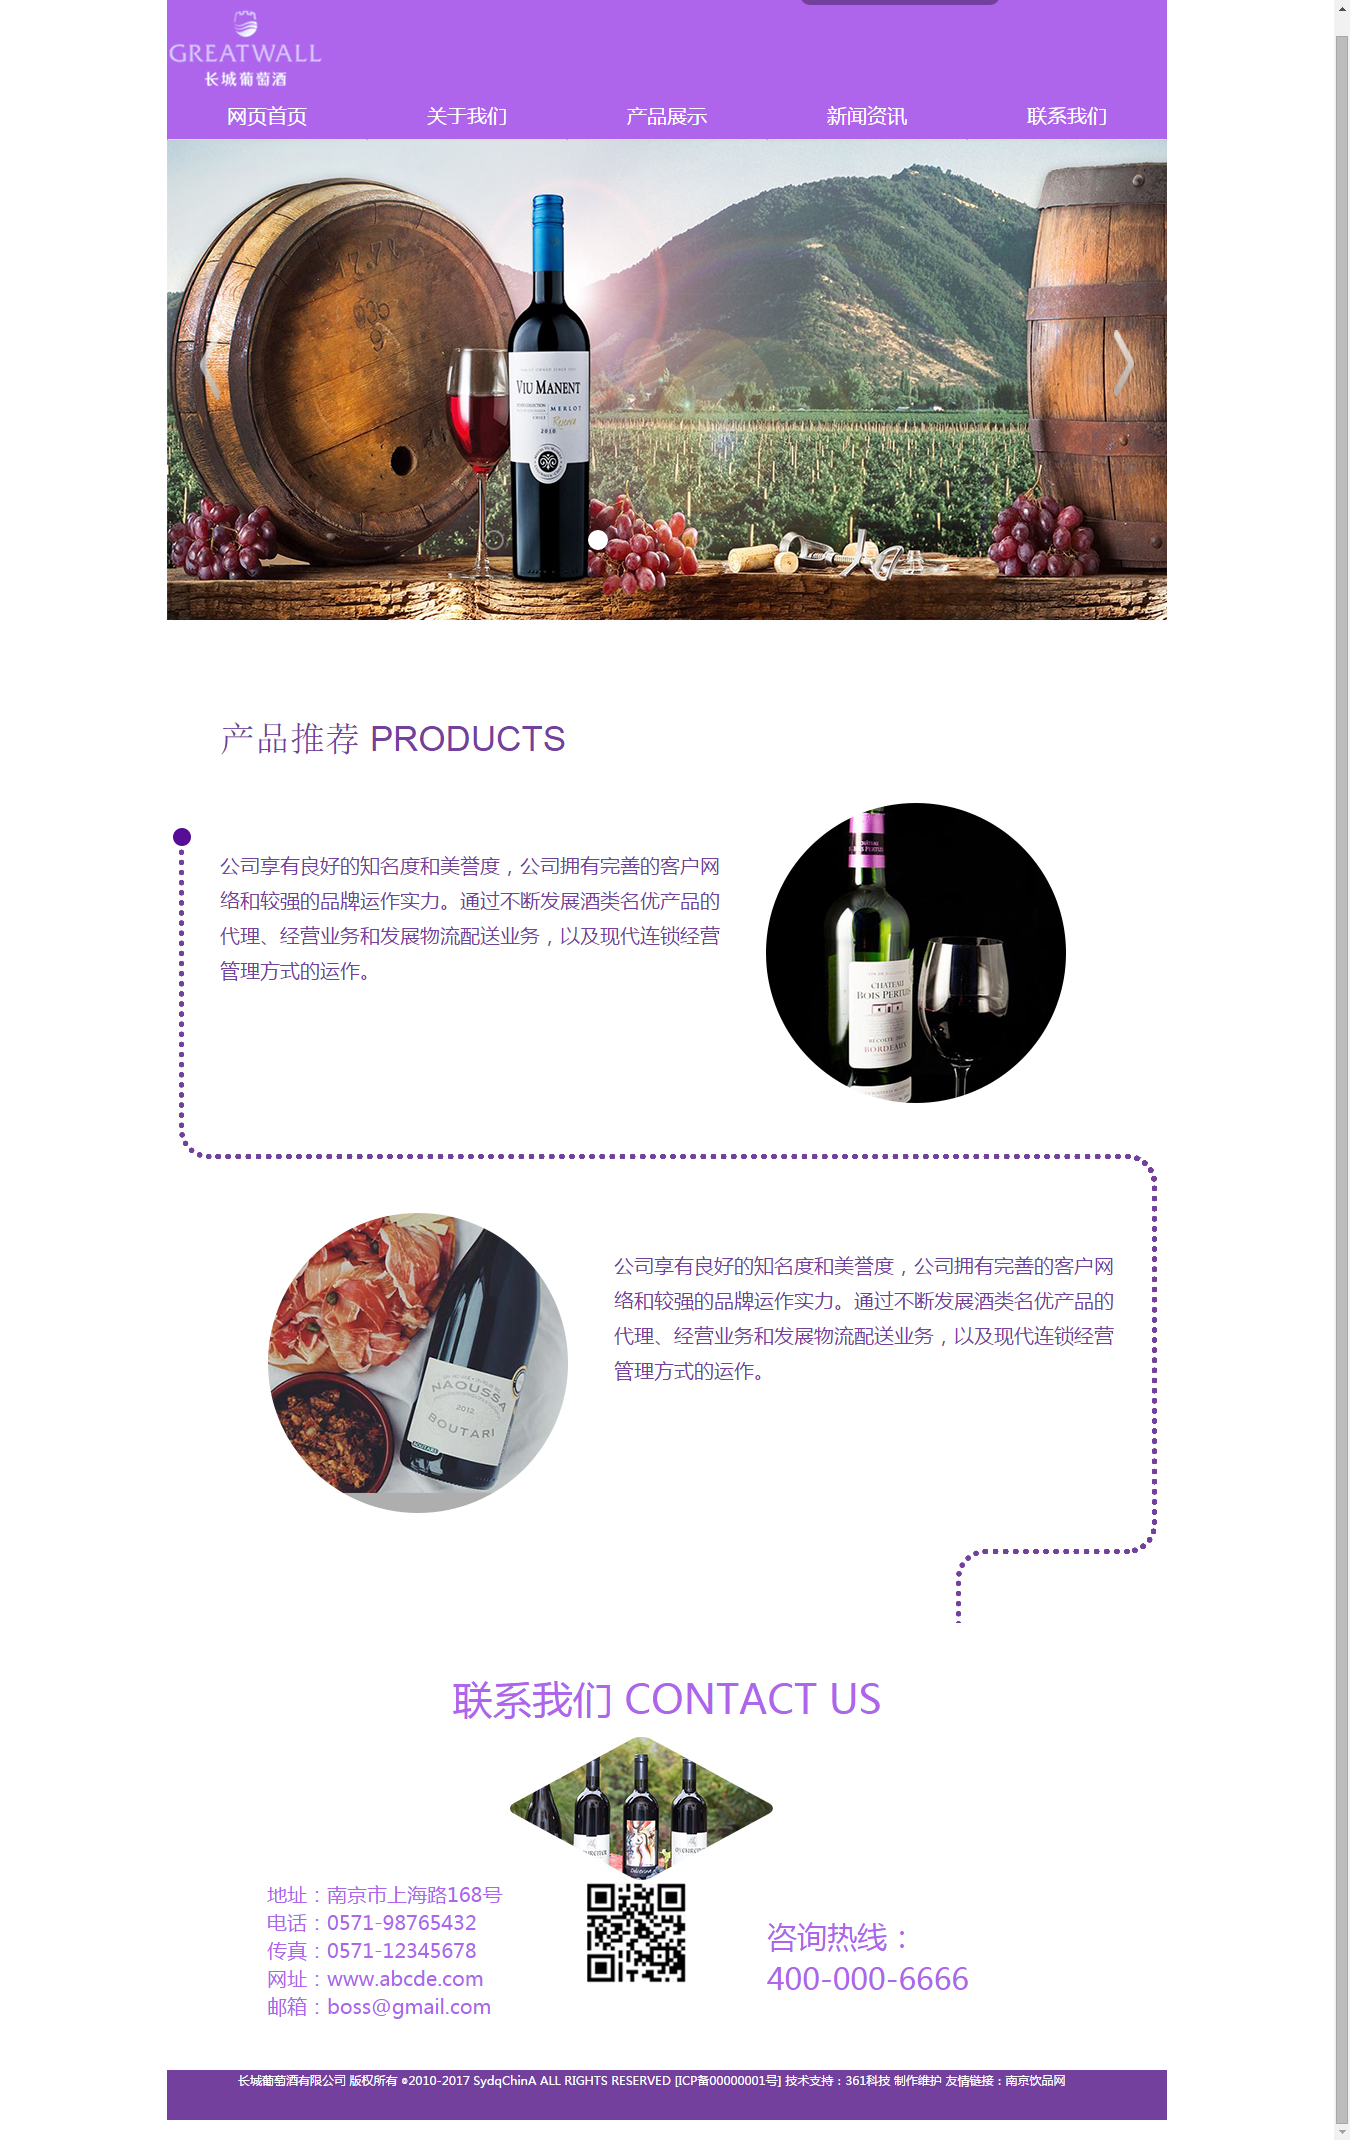 GREATWALL
长城葡萄酒
网页首页 关于我们 产品展示 新闻资讯 联系我们
VIU MANENT
MERLOT
2010
产品推荐 PRODUCTS
公司享有良好的知名度和美誉度，公司拥有完善的客户网
络和较强的品牌运作实力。通过不断发展酒类名优产品的
代理、经营业务和发展物流配送业务，以及现代连锁经营
管理方式的运作。
CHATEAU
BOIS PERTUIS
BORDEAUX
公司享有良好的知名度和美誉度，公司拥有完善的客户网
络和较强的品牌运作实力。通过不断发展酒类名优产品的
代理、经营业务和发展物流配送业务，以及现代连锁经营
管理方式的运作。
NAOUSSA
2012
BOUTARI
BOUTARI
联系我们 CONTACT US
地址：南京市上海路168号
电话：0571-98765432
传真：0571-12345678
网址：www.abcde.com
邮箱：boss@gmail.com
咨询热线：
400-000-6666
长城葡萄酒有限公司 版权所有 ©2010-2017 SydqChinA ALL RIGHTS RESERVED [ICP备00000001号] 技术支持：361科技 制作维护 友情链接：南京饮品网